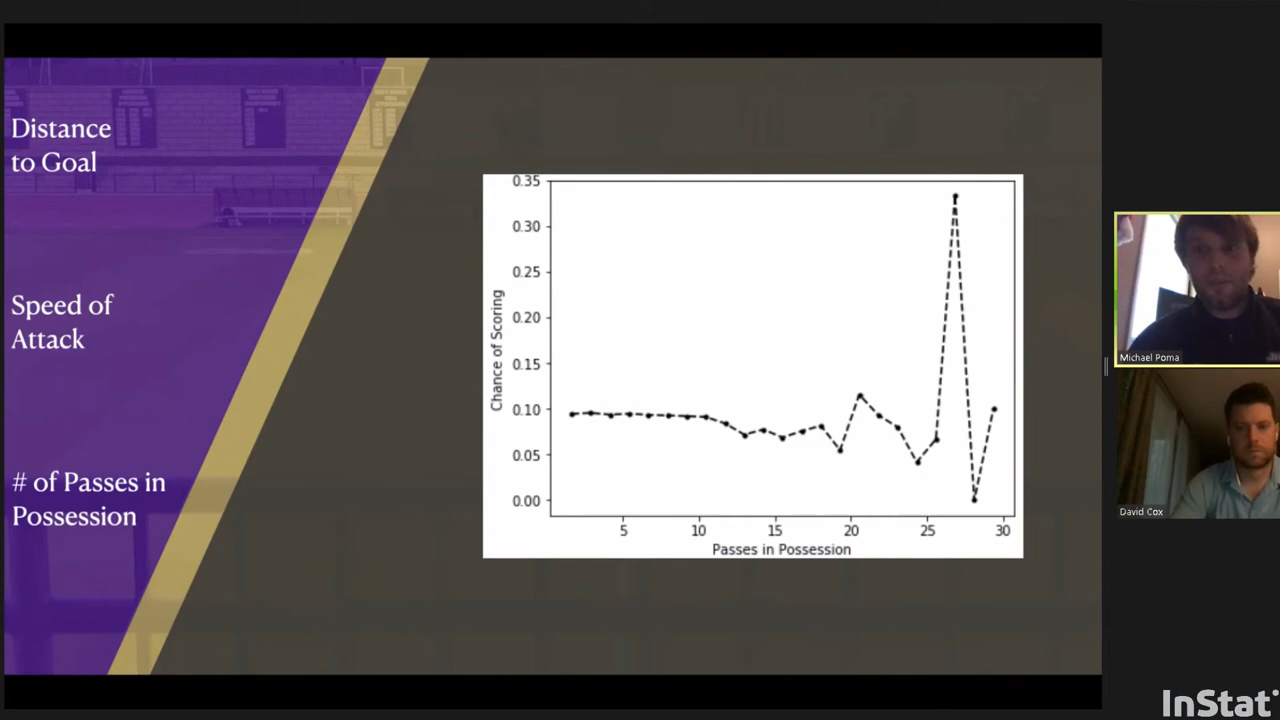 Distance
to Goal
Speed of
Attack
# of Passes in
Possession
0.35
0.30
0.25
0.20
0.15
0.10
0.05
0.00
Chance of Scoring
5
10
15
20
25
30
Passes in Possession
Michael Poma
David Cox
InStat